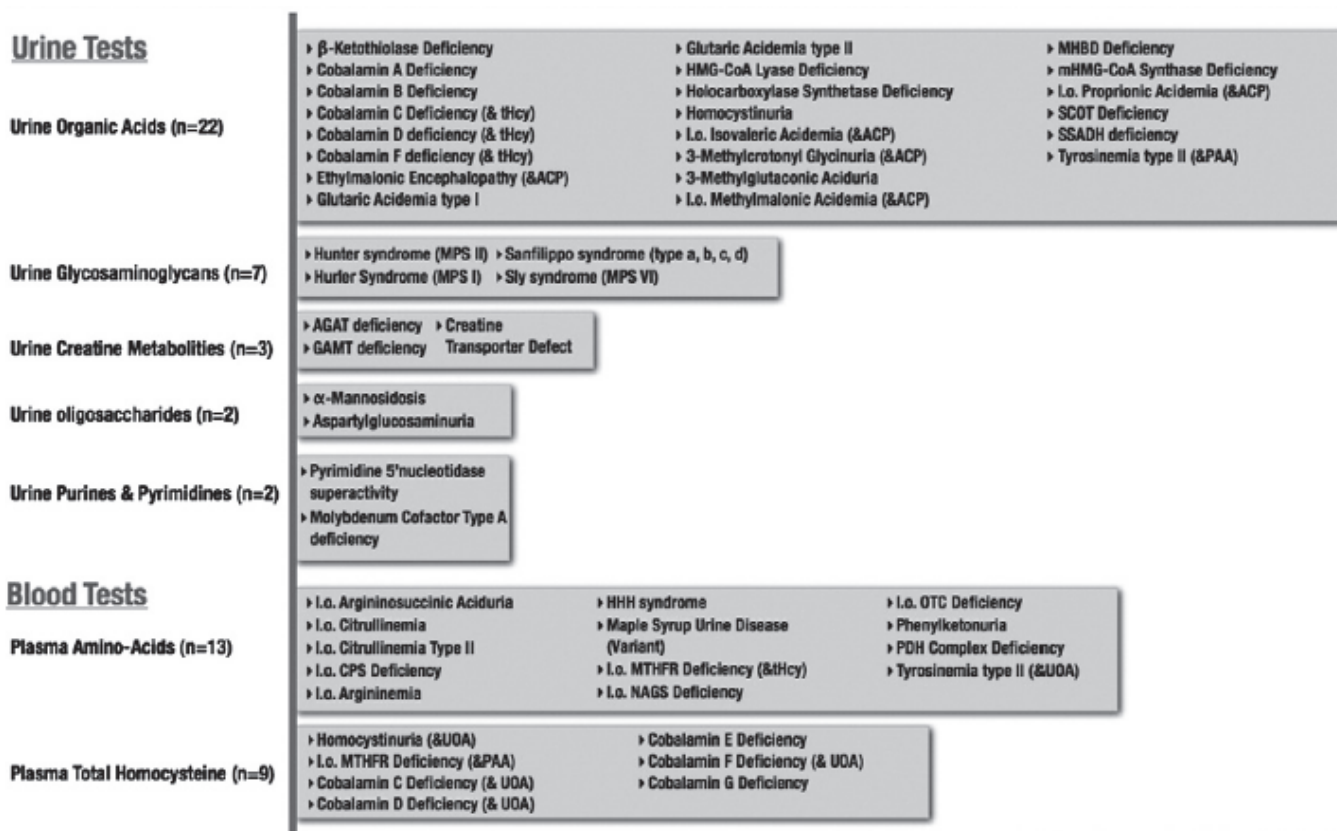 Urine Tests
Urine Organic Acids (n=22)
‣ β-Ketothiolase Deficiency
‣ Cobalamin A Deficiency
‣ Cobalamin B Deficiency
‣ Cobalamin C Deficiency (& tHcy)
‣ Cobalamin D deficiency (& tHcy)
‣ Cobalamin F deficiency (& tHcy)
‣ Ethylmalonic Encephalopathy (&ACP)
‣ Glutaric Acidemia type I
‣ Glutaric Acidemia type II
‣ HMG-CoA Lyase Deficiency
‣ Holocarboxylase Synthetase Deficiency
‣ Homocystinuria
‣ I.o. Isovaleric Acidemia (&ACP)
‣ 3-Methylcrotonyl Glycinuria (&ACP)
‣ 3-Methylglutaconic Aciduria
‣ I.o. Methylmalonic Acidemia (&ACP)
‣ MHBD Deficiency
‣ mHMG-CoA Synthase Deficiency
‣ I.o. Proprionic Acidemia (&ACP)
‣ SCOT Deficiency
‣ SSADH deficiency
‣ Tyrosinemia type II (&PAA)
Urine Glycosaminoglycans (n=7)
‣ Hunter syndrome (MPS II)
‣ Hurler Syndrome (MPS I)
‣ Sanfilippo syndrome (type a, b, c, d)
‣ Sly syndrome (MPS VI)
Urine Creatine Metabolities (n=3)
‣ AGAT deficiency
‣ GAMT deficiency
‣ Creatine
Transporter Defect
Urine oligosaccharides (n=2)
‣ α-Mannosidosis
‣ Aspartylglucosaminuria
Urine Purines & Pyrimidines (n=2)
‣ Pyrimidine 5'nucleotidase
superactivity
‣ Molybdenum Cofactor Type A
deficiency
Blood Tests
Plasma Amino-Acids (n=13)
‣ I.o. Argininosuccinic Aciduria
‣ I.o. Citrullinemia
‣ I.o. Citrullinemia Type II
‣ I.o. CPS Deficiency
‣ I.o. Argininemia
‣ HHH syndrome
‣ Maple Syrup Urine Disease
(Variant)
‣ I.o. MTHFR Deficiency (&tHcy)
‣ I.o. NAGS Deficiency
‣ I.o. OTC Deficiency
‣ Phenylketonuria
‣ PDH Complex Deficiency
‣ Tyrosinemia type II (&UOA)
Plasma Total Homocysteine (n=9)
‣ Homocystinuria (&UOA)
‣ I.o. MTHFR Deficiency (&PAA)
‣ Cobalamin C Deficiency (& UOA)
‣ Cobalamin D Deficiency (& UOA)
‣ Cobalamin E Deficiency
‣ Cobalamin F Deficiency (& UOA)
‣ Cobalamin G Deficiency